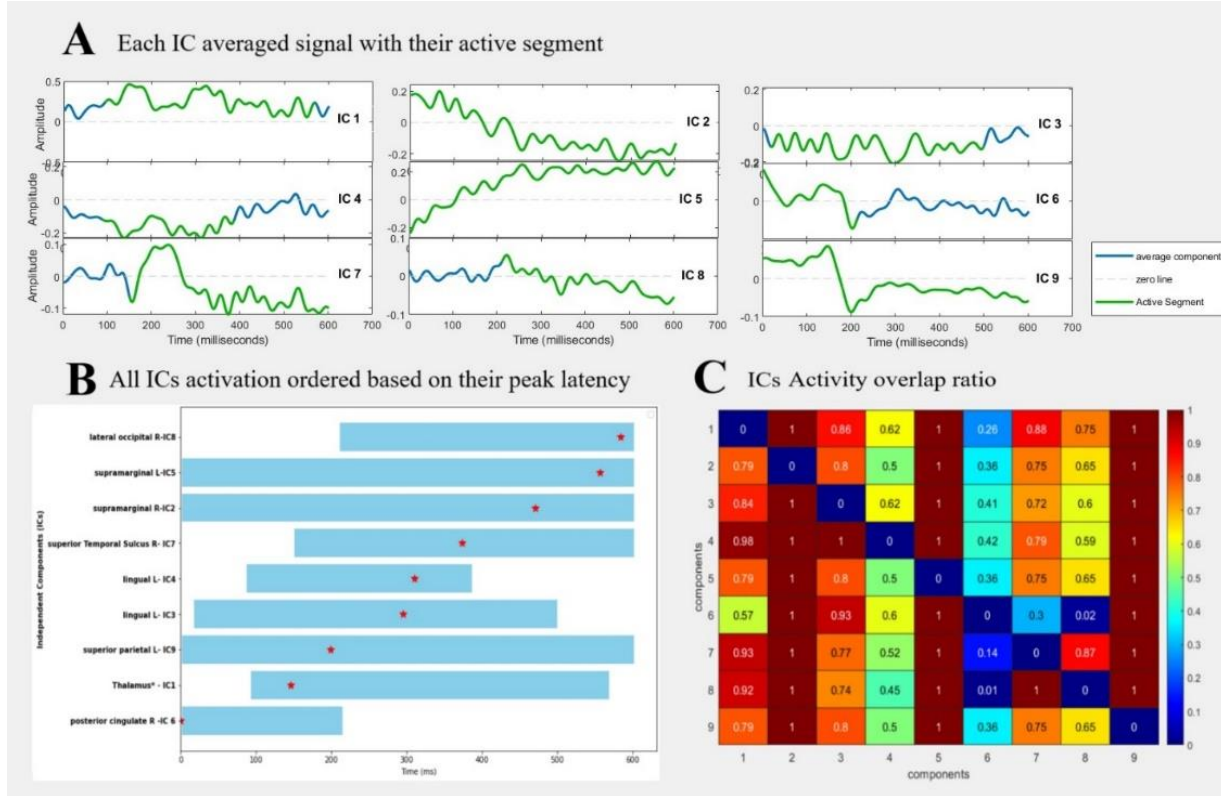 A Each IC averaged signal with their active segment
Amplitude
0.5
0
-0.5
IC 1
0.2
0
-0.2
IC 2
0.2
0
-0.2
IC 3
Amplitude
0.2
0
-0.2
IC 4
0.2
0
-0.2
IC 5
0
IC 6
Amplitude
0.1
0
-0.1
IC 7
0 100 200 300 400 500 600 700
Time (milliseconds)
0.1
0
-0.1
IC 8
0 100 200 300 400 500 600 700
Time (milliseconds)
0.1
0
-0.1
IC 9
0 100 200 300 400 500 600 700
Time (milliseconds)
average component
zero line
Active Segment
B All ICs activation ordered based on their peak latency
Independent Components (ICs)
lateral occipital R-IC8
supramarginal L-IC5
supramarginal R-IC2
superior Temporal Sulcus R- IC7
lingual L- IC4
lingual L- IC3
superior parietal L- IC9
Thalamus* - IC1
posterior cingulate R -IC 6
0 100 200 300 400 500 600
Time (ms)
C ICs Activity overlap ratio
components
1 0 1 0.86 0.62 1 0.26 0.88 0.75 1
2 0.79 0 0.8 0.5 1 0.36 0.75 0.65 1
3 0.84 1 0 0.62 1 0.41 0.72 0.6 1
4 0.98 1 1 0 1 0.42 0.79 0.59 1
5 0.79 1 0.8 0.5 0 0.36 0.75 0.65 1
6 0.57 1 0.93 0.6 1 0 0.3 0.02 1
7 0.93 1 0.77 0.52 1 0.14 0 0.87 1
8 0.92 1 0.74 0.45 1 0.01 1 0 1
9 0.79 1 0.8 0.5 1 0.36 0.75 0.65 0
1 2 3 4 5 6 7 8 9
components
1
0.9
0.8
0.7
0.6
0.5
0.4
0.3
0.2
0.1
0